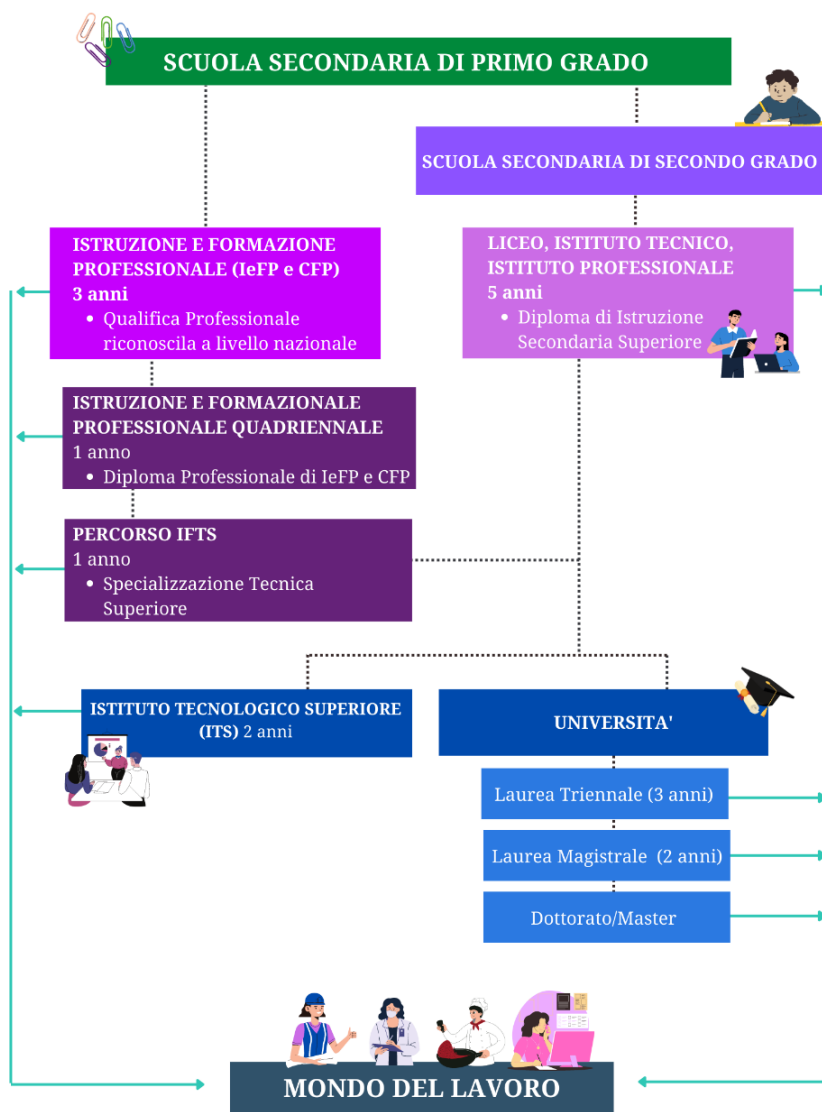 SCUOLA SECONDARIA DI PRIMO GRADO
SCUOLA SECONDARIA DI SECONDO GRADO
ISTRUZIONE E FORMAZIONE
PROFESSIONALE (IeFP e CFP)
3 anni
• Qualifica Professionale
riconoscila a livello nazionale
LICEO, ISTITUTO TECNICO,
ISTITUTO PROFESSIONALE
5 anni
• Diploma di Istruzione
Secondaria Superiore
ISTRUZIONE E FORMAZIONALE
PROFESSIONALE QUADRIENNALE
1 anno
• Diploma Professionale di IeFP e CFP
PERCORSO IFTS
1 anno
• Specializzazione Tecnica
Superiore
ISTITUTO TECNOLOGICO SUPERIORE
(ITS) 2 anni
UNIVERSITA'
Laurea Triennale (3 anni)
Laurea Magistrale (2 anni)
Dottorato/Master
MONDO DEL LAVORO